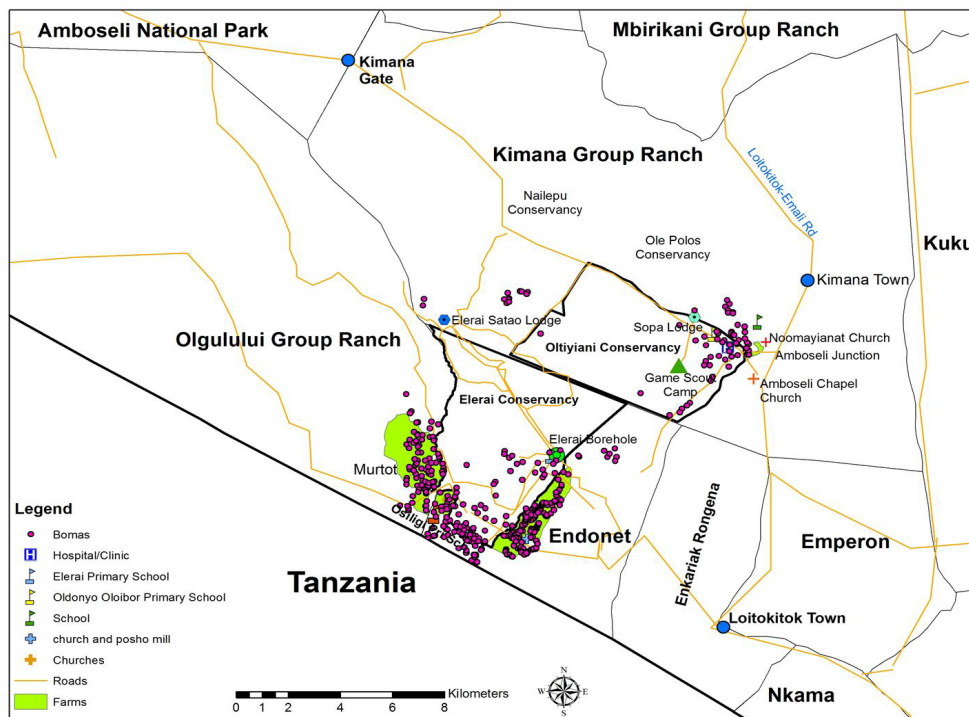 Amboseli National Park
Mbirikani Group Ranch
Kimana
Gate
Kimana Group Ranch
Loitokitok-Emali Rd
Nailepu
Conservancy
Ole Polos
Conservancy
Kuku
Kimana Town
Elerai Satao Lodge
Sopa Lodge
Olgulului Group Ranch
Noomayianat Church
Oltiyiani Conservancy
Amboseli Junction
Game Scout
Camp
Amboseli Chapel
Church
Elerai Conservancy
Elerai Borehole
Murtot
Endonet
Enkariak Rongena
Emperon
Tanzania
Loitokitok Town
Nkama
Legend
Bomas
H Hospital/Clinic
Elerai Primary School
Oldonyo Oloibor Primary School
School
church and posho mill
Churches
Roads
Farms
Kilometers
0 1 2 4 6 8
N
W E
S